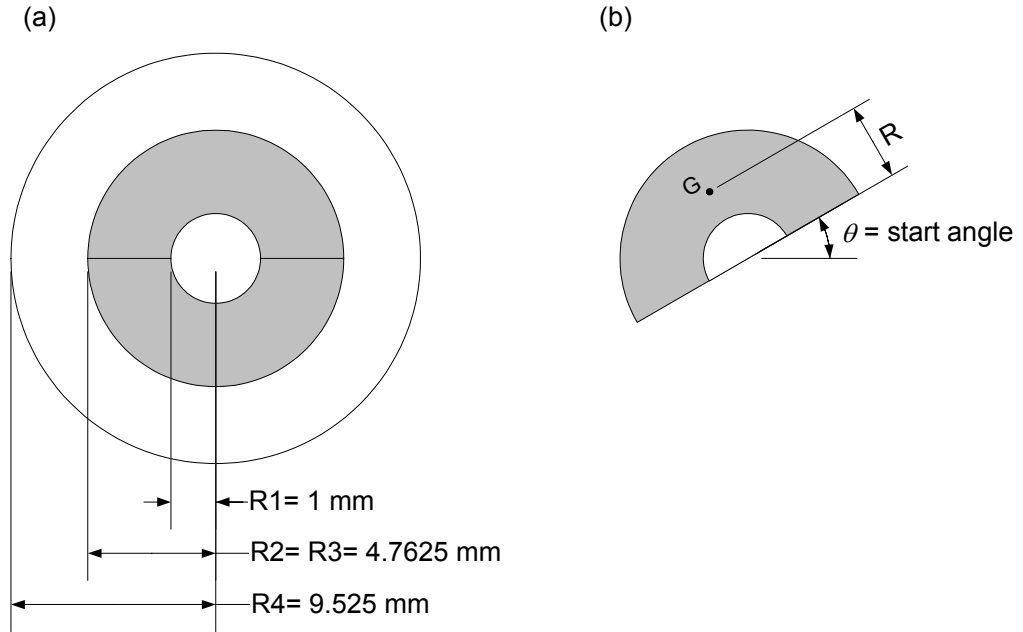 (a)
(b)
R
G
θ = start angle
R1= 1 mm
R2= R3= 4.7625 mm
R4= 9.525 mm